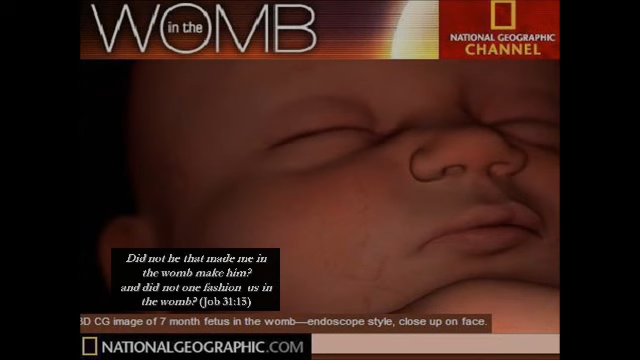 in the
WOMB
NATIONAL GEOGRAPHIC
CHANNEL
Did not he that made me in
the womb make him?
and did not one fashion us in
the womb? (Job 31:15)
3D CG image of 7 month fetus in the womb—endoscope style, close up on face.
NATIONALGEOGRAPHIC.COM